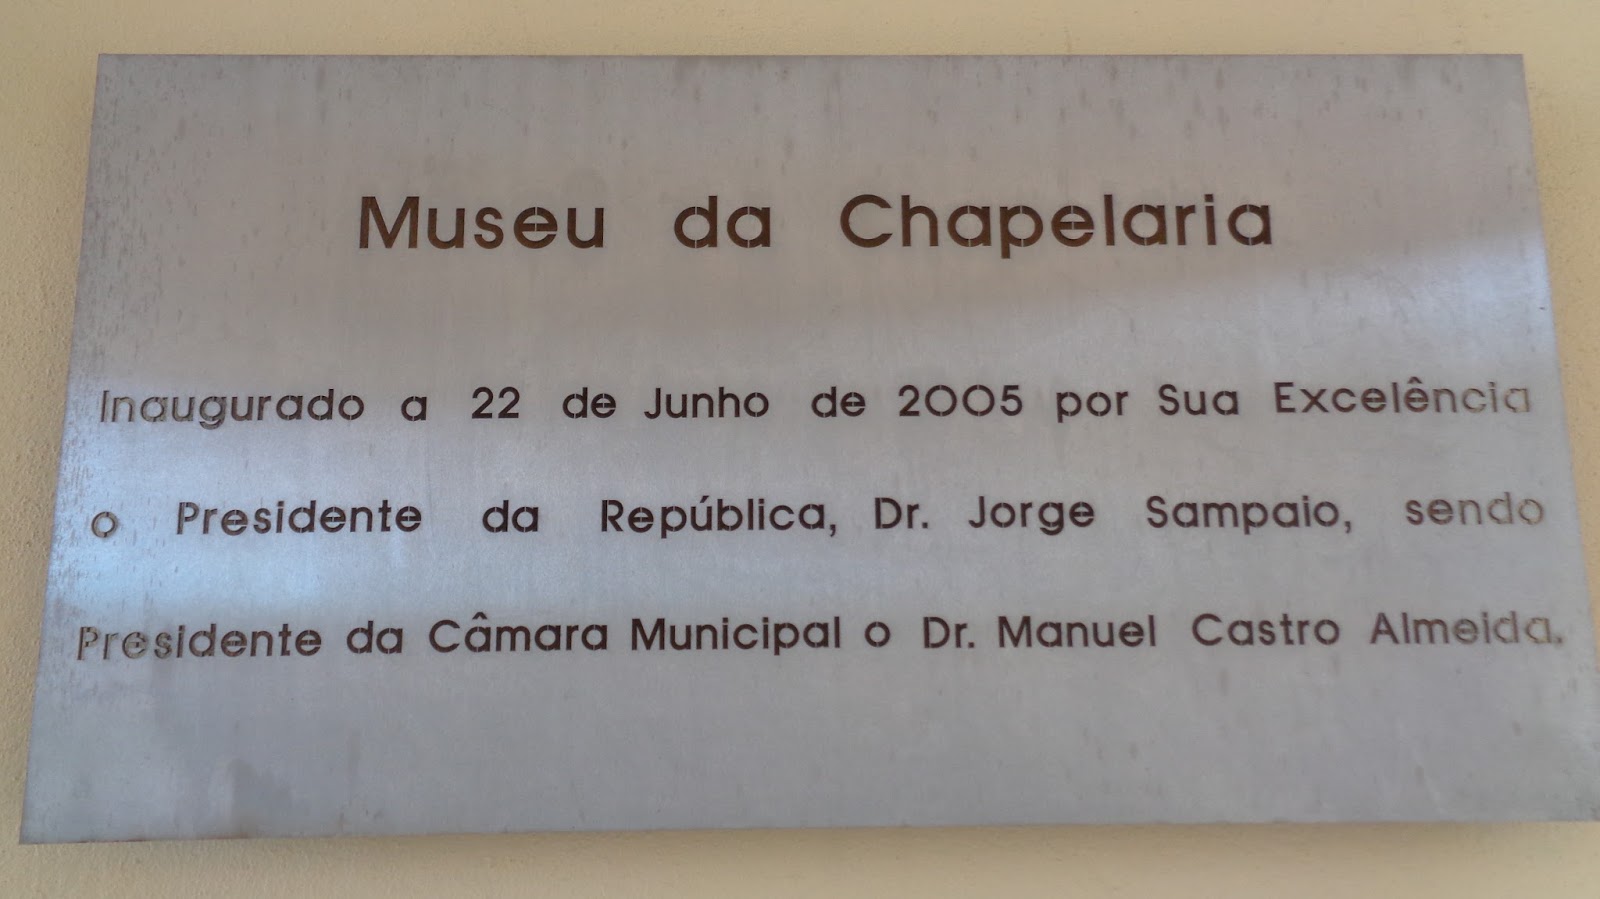 Museu da Chapelaria
Inaugurado a 22 de Junho de 2005 por Sua Excelência
o Presidente da República, Dr. Jorge Sampaio, sendo
Presidente da Câmara Municipal o Dr. Manuel Castro Almeida.